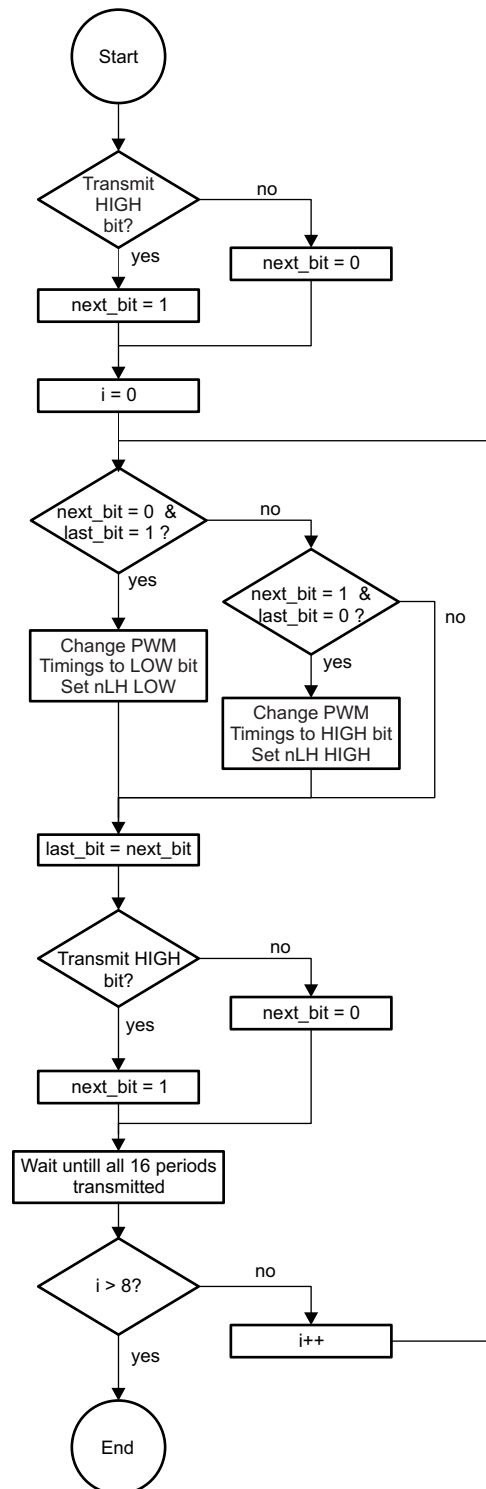 Start
Transmit
HIGH
bit?
no
yes
next_bit = 0
next_bit = 1
i = 0
next_bit = 0 &
last_bit = 1 ?
no
yes
next_bit = 1 &
last_bit = 0 ?
no
yes
Change PWM
Timings to LOW bit
Set nLH LOW
Change PWM
Timings to HIGH bit
Set nLH HIGH
last_bit = next_bit
Transmit HIGH
bit?
no
yes
next_bit = 0
next_bit = 1
Wait untill all 16 periods
transmitted
i > 8?
no
yes
i++
End